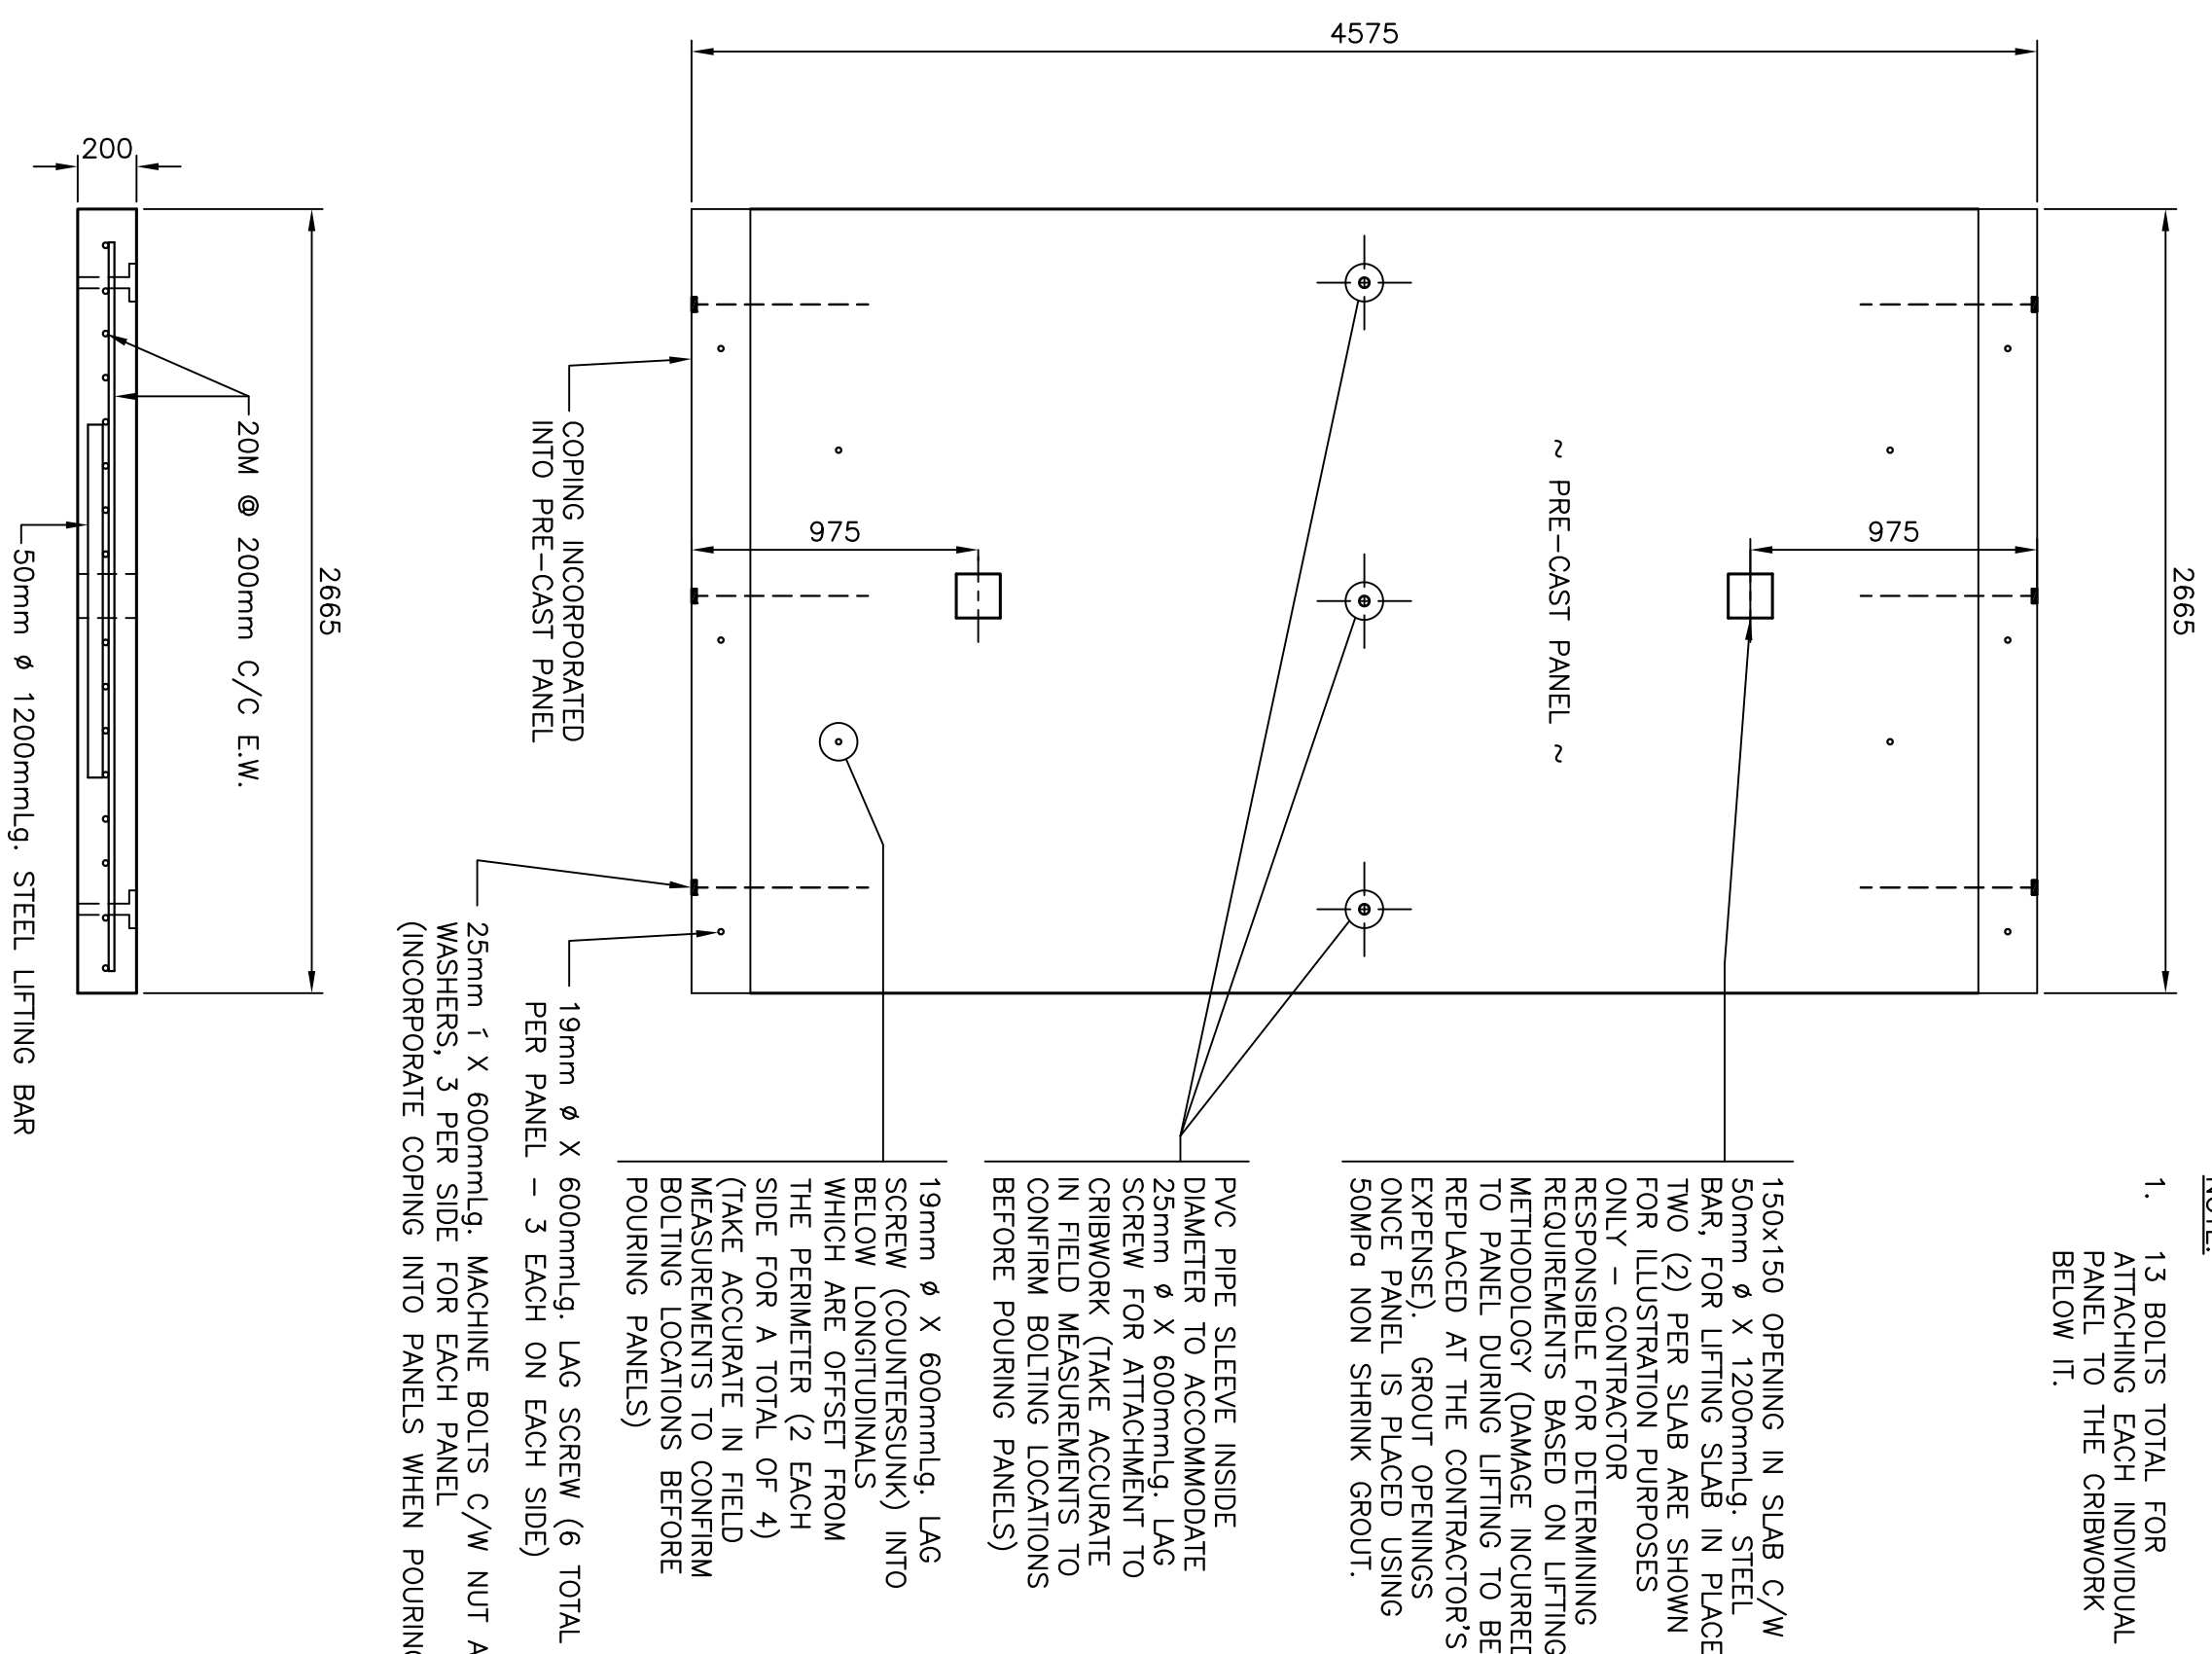 NOTE:
1. 13 BOLTS TOTAL FOR
ATTACHING EACH INDIVIDUAL
PANEL TO THE CRIBWORK
BELOW IT.
2665
4575
975
975
~ PRE-CAST PANEL ~
150x150 OPENING IN SLAB C/W
50mm ø X 1200mmLg. STEEL
BAR, FOR LIFTING SLAB IN PLACE
TWO (2) PER SLAB ARE SHOWN
FOR ILLUSTRATION PURPOSES
ONLY - CONTRACTOR
RESPONSIBLE FOR DETERMINING
REQUIREMENTS BASED ON LIFTING
METHODOLOGY (DAMAGE INCURRED
TO PANEL DURING LIFTING TO BE
REPLACED AT THE CONTRACTOR'S
EXPENSE). GROUT OPENINGS
ONCE PANEL IS PLACED USING
50MPa NON SHRINK GROUT.
PVC PIPE SLEEVE INSIDE
DIAMETER TO ACCOMMODATE
25mm ø X 600mmLg. LAG
SCREW FOR ATTACHMENT TO
CRIBWORK (TAKE ACCURATE
IN FIELD MEASUREMENTS TO
CONFIRM BOLTING LOCATIONS
BEFORE POURING PANELS)
19mm ø X 600mmLg. LAG
SCREW (COUNTERSUNK) INTO
BELOW LONGITUDINALS
WHICH ARE OFFSET FROM
THE PERIMETER (2 EACH
SIDE FOR A TOTAL OF 4)
(TAKE ACCURATE IN FIELD
MEASUREMENTS TO CONFIRM
BOLTING LOCATIONS BEFORE
POURING PANELS)
COPING INCORPORATED
INTO PRE-CAST PANEL
19mm ø X 600mmLg. LAG SCREW (6 TOTAL
PER PANEL - 3 EACH ON EACH SIDE)
25mm í X 600mmLg. MACHINE BOLTS C/W NUT A
WASHERS, 3 PER SIDE FOR EACH PANEL
(INCORPORATE COPING INTO PANELS WHEN POURING
2665
200
20M @ 200mm C/C E.W.
50mm ø 1200mmLg. STEEL LIFTING BAR